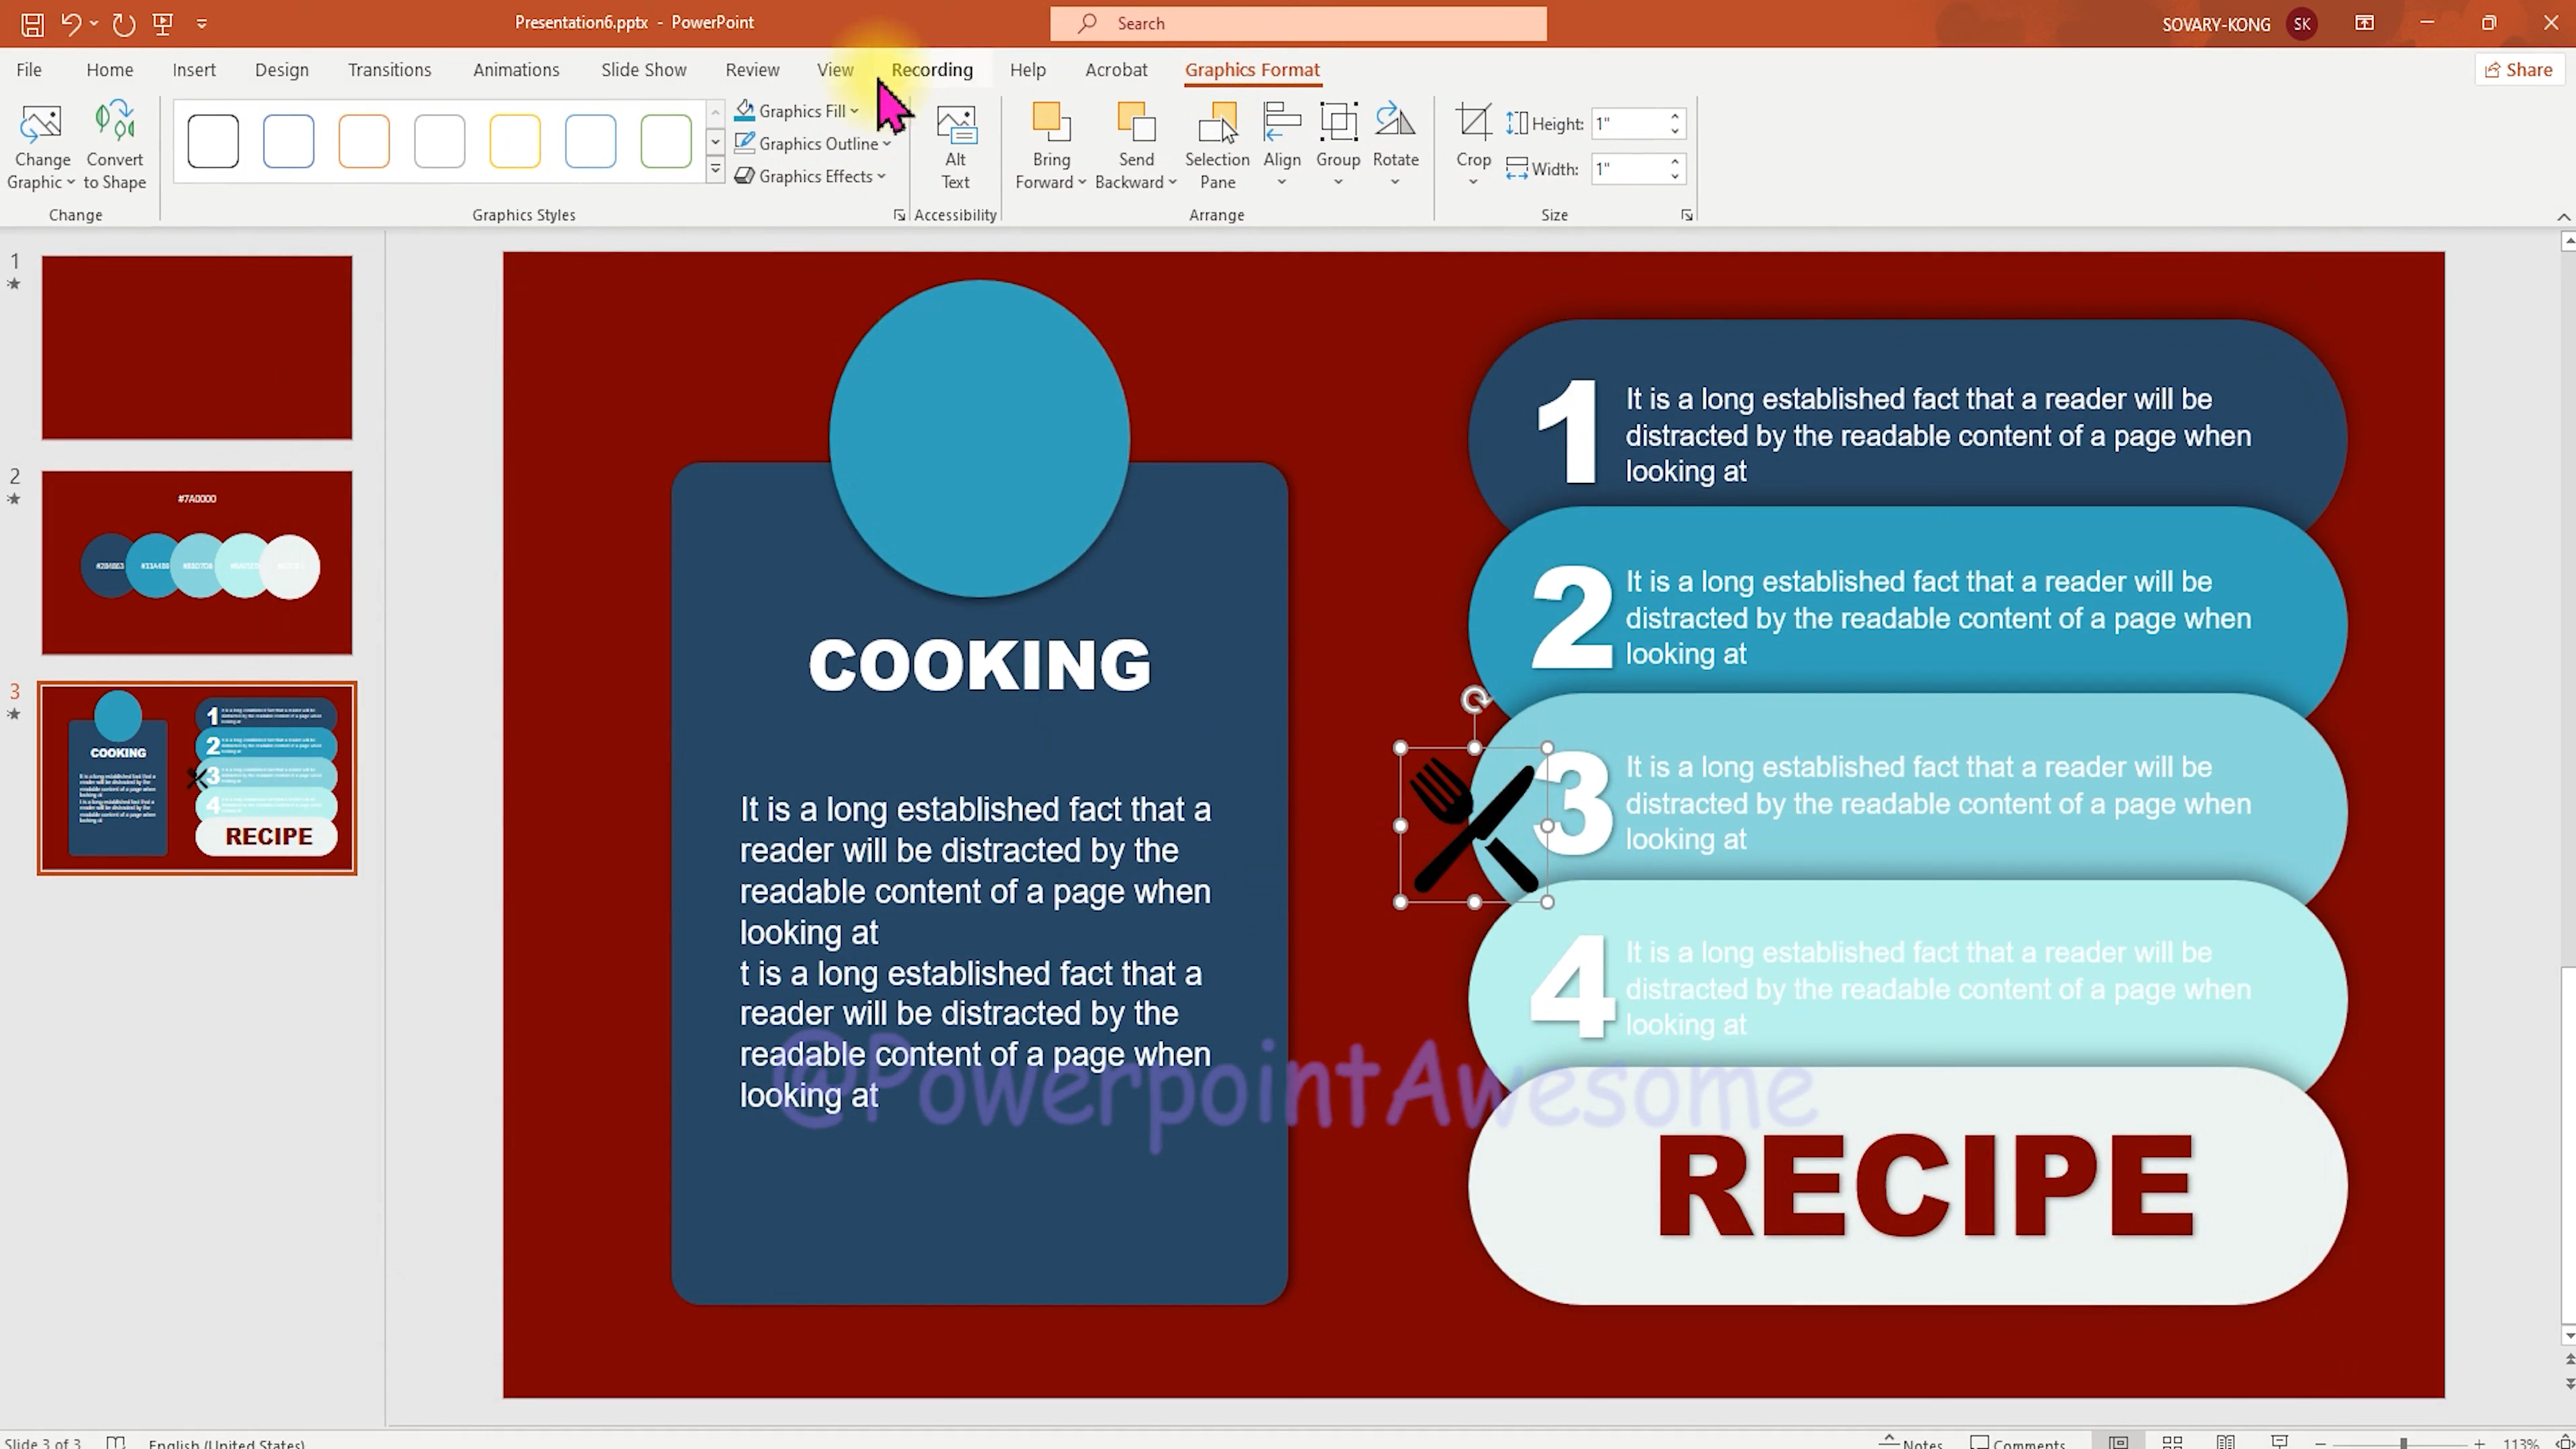 Presentation6.pptx - PowerPoint
Search
SOVARY-KONG SK
File Home Insert Design Transitions Animations Slide Show Review View Recording Help Acrobat Graphics Format Share
Change Graphic
Convert to Shape
Change
Graphics Fill
Graphics Outline
Graphics Effects
Graphics Styles
Alt Text
Accessibility
Bring Forward
Send Backward
Selection Pane
Align
Group
Rotate
Arrange
Crop
Height: 1"
Width: 1"
Size
1
2
#7A0000
3
COOKING
RECIPE
COOKING
It is a long established fact that a
reader will be distracted by the
readable content of a page when
looking at
t is a long established fact that a
reader will be distracted by the
readable content of a page when
looking at
1
It is a long established fact that a reader will be
distracted by the readable content of a page when
looking at
2
It is a long established fact that a reader will be
distracted by the readable content of a page when
looking at
3
It is a long established fact that a reader will be
distracted by the readable content of a page when
looking at
4
It is a long established fact that a reader will be
distracted by the readable content of a page when
looking at
RECIPE
@PowerpointAwesome
Slide 3 of 3
English (United States)
Notes
Comments
113%